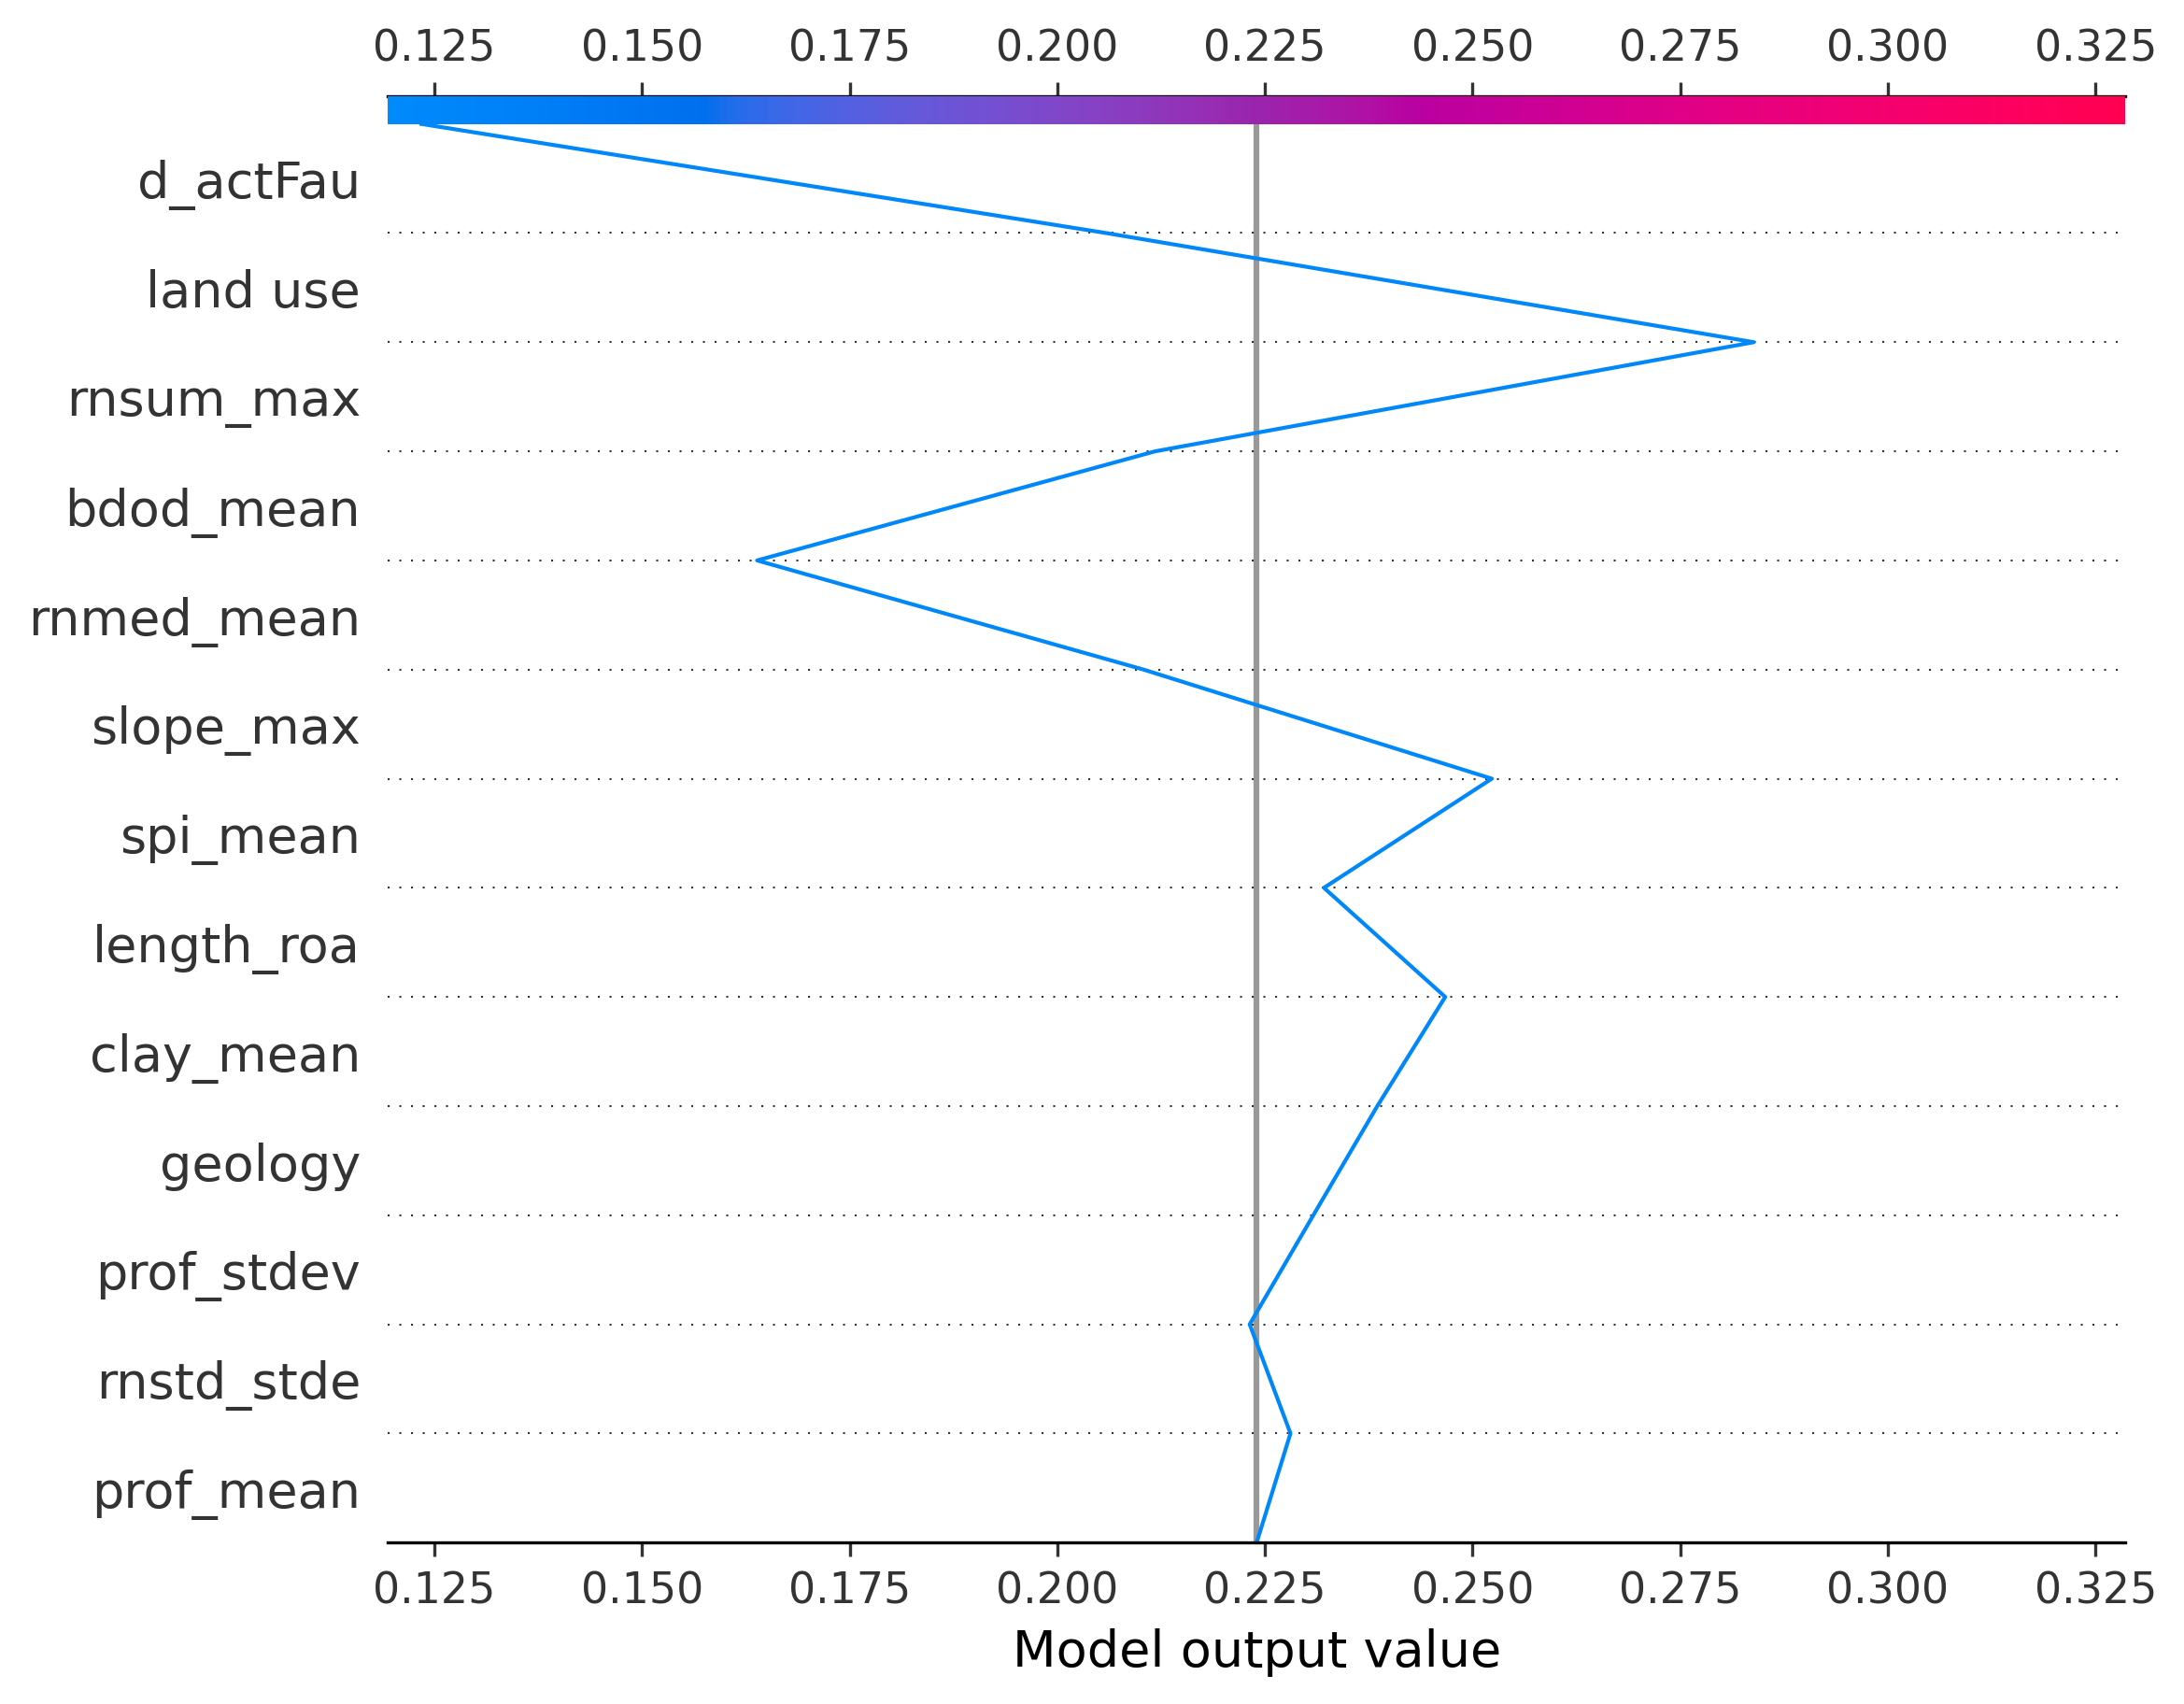 0.125 0.150 0.175 0.200 0.225 0.250 0.275 0.300 0.325
d_actFau
land use
rnsum_max
bdod_mean
rnmed_mean
slope_max
spi_mean
length_roa
clay_mean
geology
prof_stdev
rnstd_stde
prof_mean
0.125 0.150 0.175 0.200 0.225 0.250 0.275 0.300 0.325
Model output value